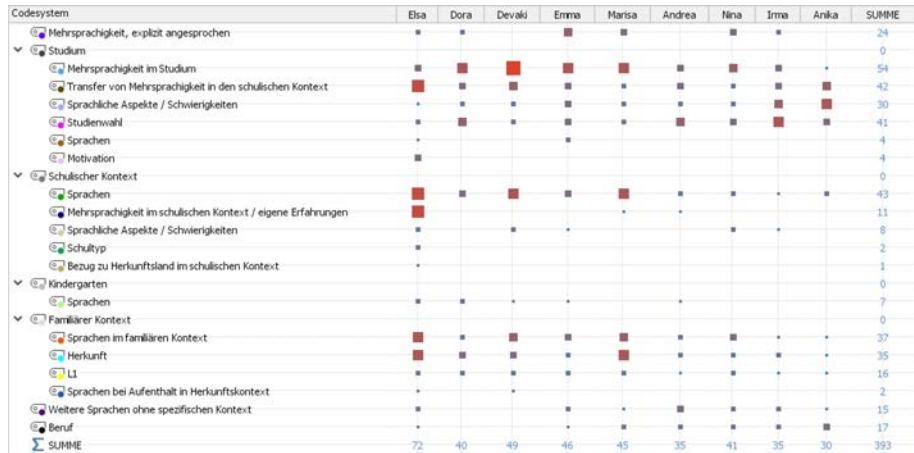 Codesystem Elsa Dora Devaki Emma Marisa Andrea Nina Irma Anika SUMME
Mehrsprachigkeit, explizit angesprochen 24
Studium 0
Mehrsprachigkeit im Studium 54
Transfer von Mehrsprachigkeit in den schulischen Kontext 42
Sprachliche Aspekte / Schwierigkeiten 30
Studienwahl 41
Sprachen 4
Motivation 4
Schulischer Kontext 0
Sprachen 43
Mehrsprachigkeit im schulischen Kontext / eigene Erfahrungen 11
Sprachliche Aspekte / Schwierigkeiten 8
Schultyp 2
Bezug zu Herkunftsland im schulischen Kontext 1
Kindergarten 0
Sprachen 7
Familiärer Kontext 0
Sprachen im familiären Kontext 37
Herkunft 35
L1 16
Sprachen bei Aufenthalt in Herkunftskontext 2
Weitere Sprachen ohne spezifischen Kontext 15
Beruf 17
Σ SUMME 72 40 49 46 45 35 41 35 30 393